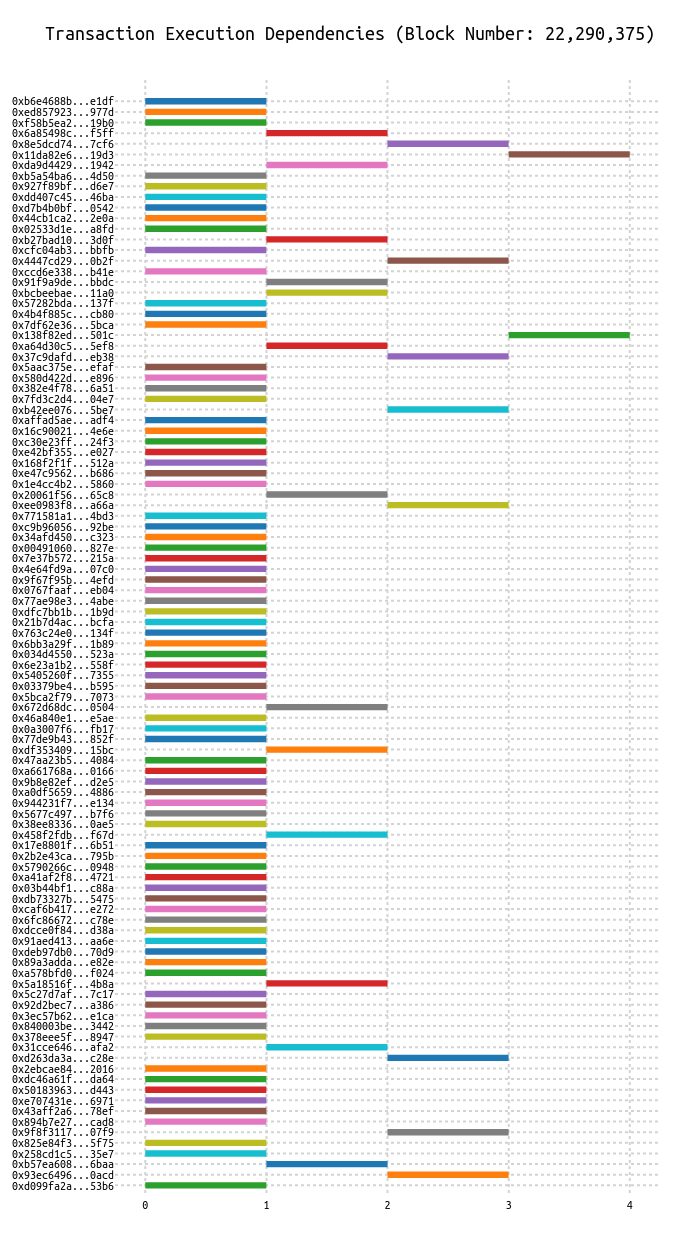 Transaction Execution Dependencies (Block Number: 22,290,375)
0xb6e4688b...e1df
0xed857923...977d
0xf58b5ea2...19b0
0x6a85498c...f5ff
0x8e5dcd74...7cf6
0x11da82e6...19d3
0xda9d4429...1942
0xb5a54ba6...4d50
0x927f89bf...d6e7
0xdd407c45...46ba
0xd7b4b0bf...0542
0x44cb1ca2...2e0a
0x02533d1e...a8fd
0xb27bad10...3d0f
0xcfc04ab3...bbfb
0x4447cd29...0b2f
0xccd6e338...b41e
0x91f9a9de...bbdc
0xbcbeebae...11a0
0x57282bda...137f
0x4b4f885c...cb80
0x7df62e36...5bca
0x138f82ed...501c
0xa64d30c5...5ef8
0x37c9dafd...eb38
0x5aac375e...efaf
0x580d422d...e896
0x382e4f78...6a51
0x7fd3c2d4...04e7
0xb42ee076...5be7
0xaffad5ae...adf4
0x16c90021...4e6e
0xc30e23ff...24f3
0xe42bf355...e027
0x168f2f1f...512a
0xe47c9562...b686
0x1e4cc4b2...5860
0x20061f56...65c8
0xee0983f8...a66a
0x771581a1...4bd3
0xc9b96056...92be
0x34afd450...c323
0x00491060...827e
0x7e37b572...215a
0x4e64fd9a...07c0
0x9f67f95b...4efd
0x0767faaf...eb04
0x77ae98e3...4abe
0xdfc7bb1b...1b9d
0x21b7d4ac...bcfa
0x763c24e0...134f
0x6bb3a29f...1b89
0x034d4550...523a
0x6e23a1b2...558f
0x5405260f...7355
0x03379be4...b595
0x5bca2f79...7073
0x672d68dc...0504
0x46a840e1...e5ae
0x0a3007f6...fb17
0x77de9b43...852f
0xdf353409...15bc
0x47aa23b5...4084
0xa661768a...0166
0x9b8e82ef...d2e5
0xa0df5659...4886
0x944231f7...e134
0x5677c497...b7f6
0x38ee8336...0ae5
0x458f2fdb...f67d
0x17e8801f...6b51
0x2b2e43ca...795b
0x5790266c...0948
0xa41af2f8...4721
0x03b44bf1...c88a
0xdb73327b...5475
0xcaf6b417...e272
0x6fc86672...c78e
0xdcce0f84...d38a
0x91aed413...aa6e
0xdeb97db0...70d9
0x89a3adda...e82e
0xa578bfd0...f024
0x5a18516f...4b8a
0x5c27d7af...7c17
0x92d2bec7...a386
0x3ec57b62...e1ca
0x840003be...3442
0x378eee5f...8947
0x31cce646...afa2
0xd263da3a...c28e
0x2ebcae84...2016
0xdc46a61f...da64
0x50183963...d443
0xe707431e...6971
0x43aff2a6...78ef
0x894b7e27...cad8
0x9f8f3117...07f9
0x825e84f3...5f75
0x258cd1c5...35e7
0xb57ea608...6baa
0x93ec6496...0acd
0xd099fa2a...53b6
0 1 2 3 4